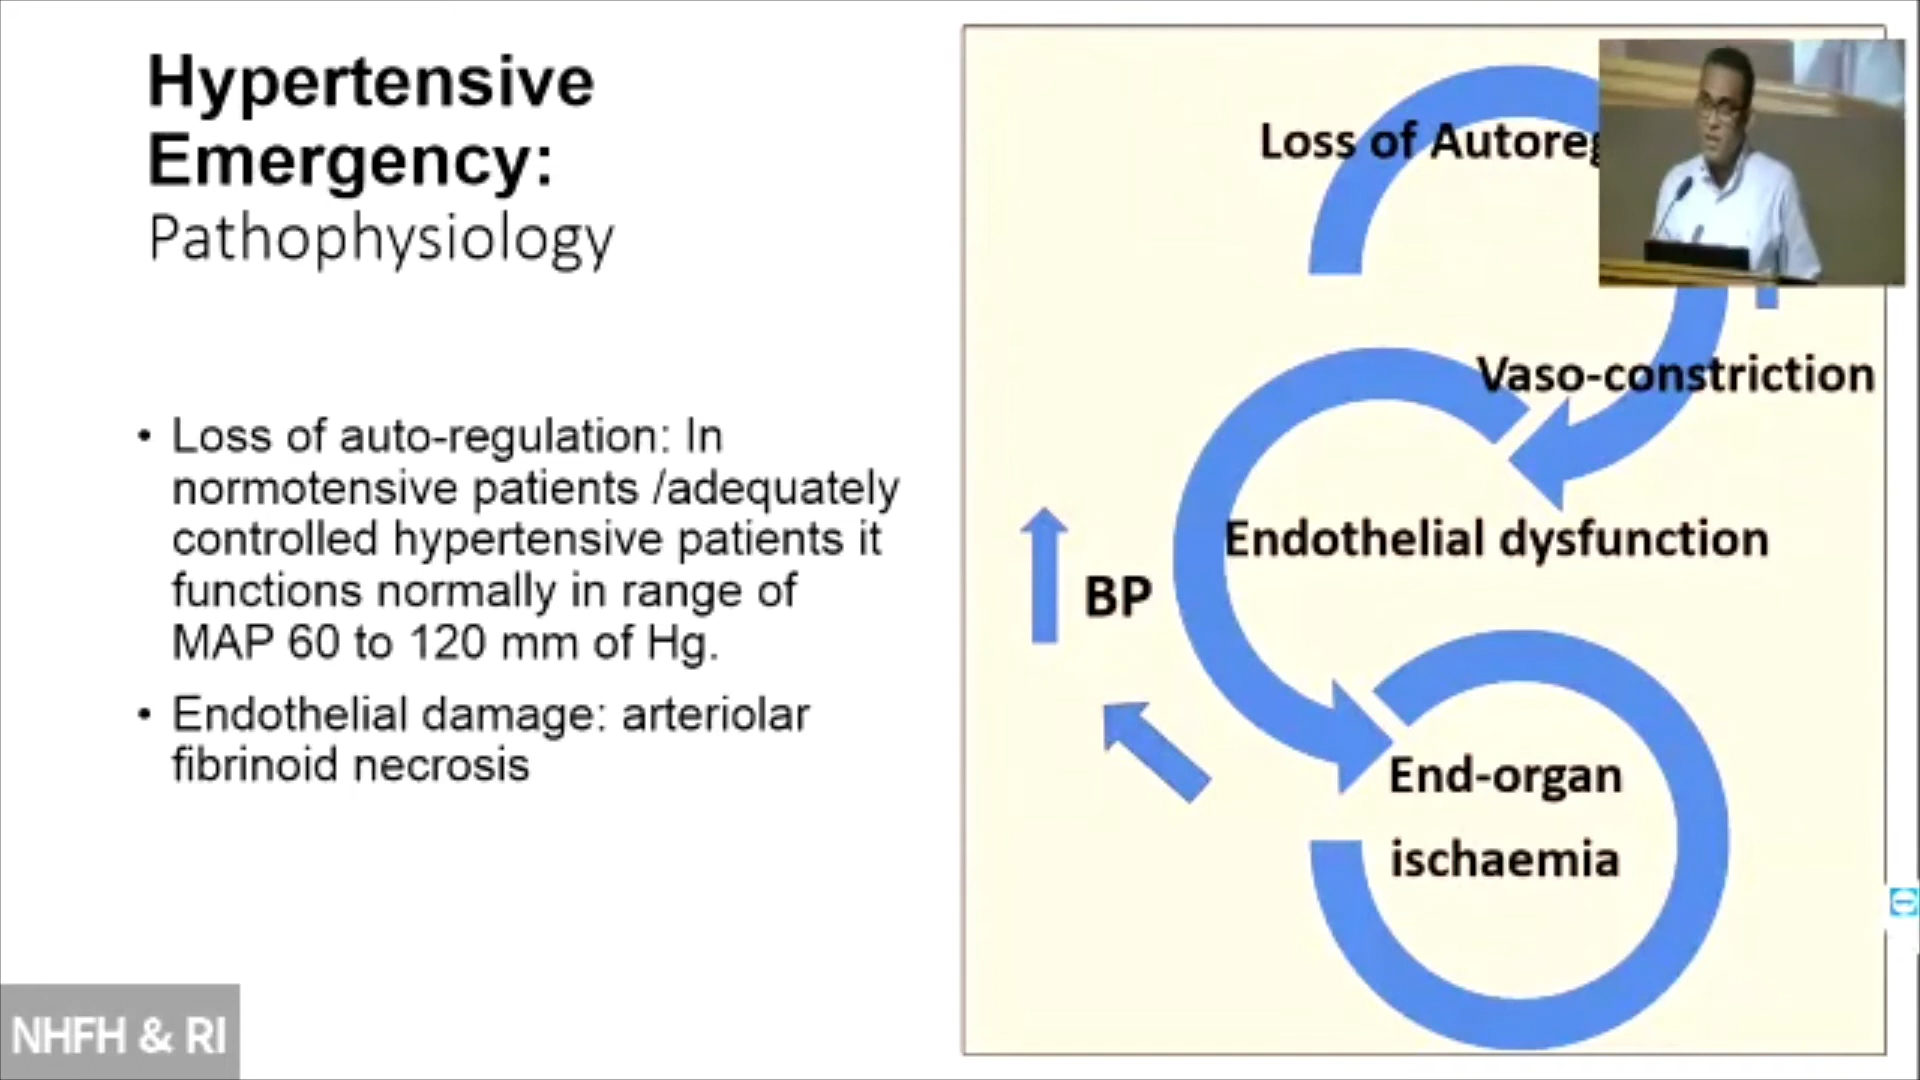 Hypertensive
Emergency:
Pathophysiology
• Loss of auto-regulation: In
normotensive patients /adequately
controlled hypertensive patients it
functions normally in range of
MAP 60 to 120 mm of Hg.
• Endothelial damage: arteriolar
fibrinoid necrosis
Loss of
Vaso-constriction
Endothelial dysfunction
BP
End-organ
ischaemia
NHFH & RI